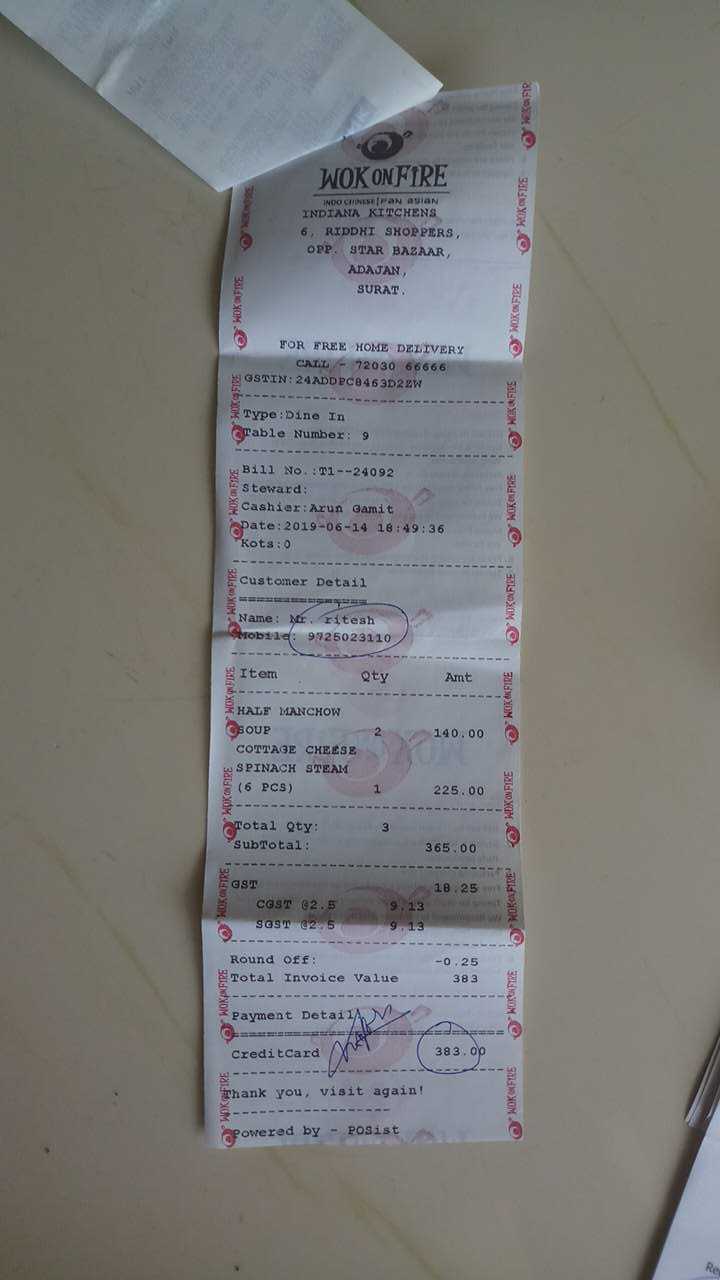 WOK ON FIRE
INDO CHINESE | PAN ASIAN
INDIANA KITCHENS
6, RIDDHI SHOPPERS,
OPP. STAR BAZAAR,
ADAJAN,
SURAT.
FOR FREE HOME DELIVERY
CALL - 72030 66666
GSTIN:24ADDPC8463D2ZW
Type:Dine In
Table Number: 9
Bill No.:T1--24092
Steward:
Cashier:Arun Gamit
Date:2019-06-14 18:49:36
Kots:0
Customer Detail
Name: Mr. ritesh
Mobile: 9725023110
Item Qty Amt
HALF MANCHOW
SOUP 2 140.00
COTTAGE CHEESE
SPINACH STEAM
(6 PCS) 1 225.00
Total Qty: 3
SubTotal: 365.00
GST 18.25
CGST @2.5 9.13
SGST @2.5 9.13
Round Off: -0.25
Total Invoice Value 383
Payment Detail
CreditCard 383.00
Thank you, visit again!
Powered by - POSist